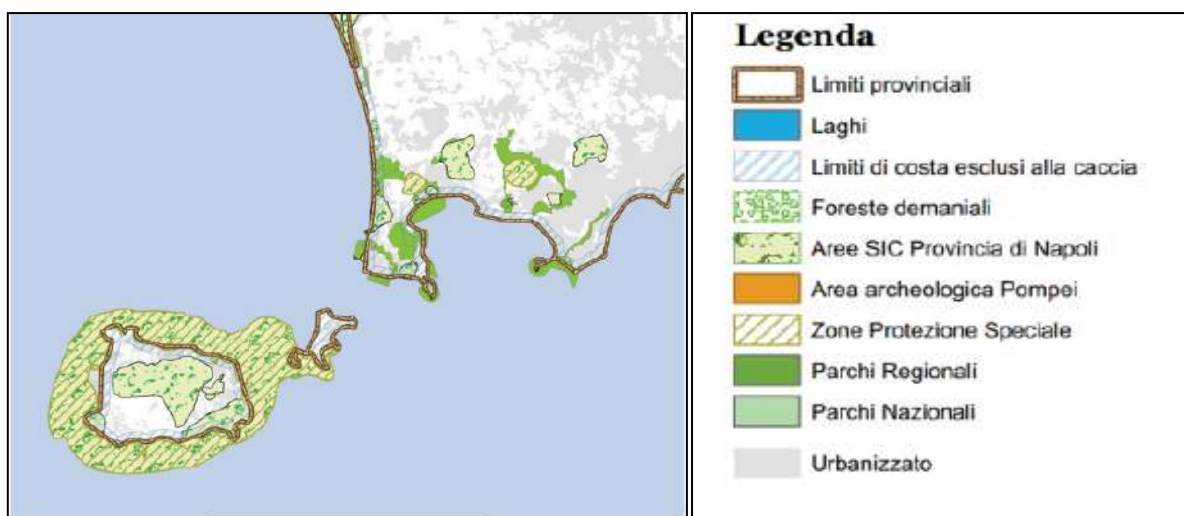 Legenda
Limiti provinciali
Laghi
Limiti di costa esclusi alla caccia
Foreste demaniali
Aree SIC Provincia di Napoli
Area archeologica Pompei
Zone Protezione Speciale
Parchi Regionali
Parchi Nazionali
Urbanizzato